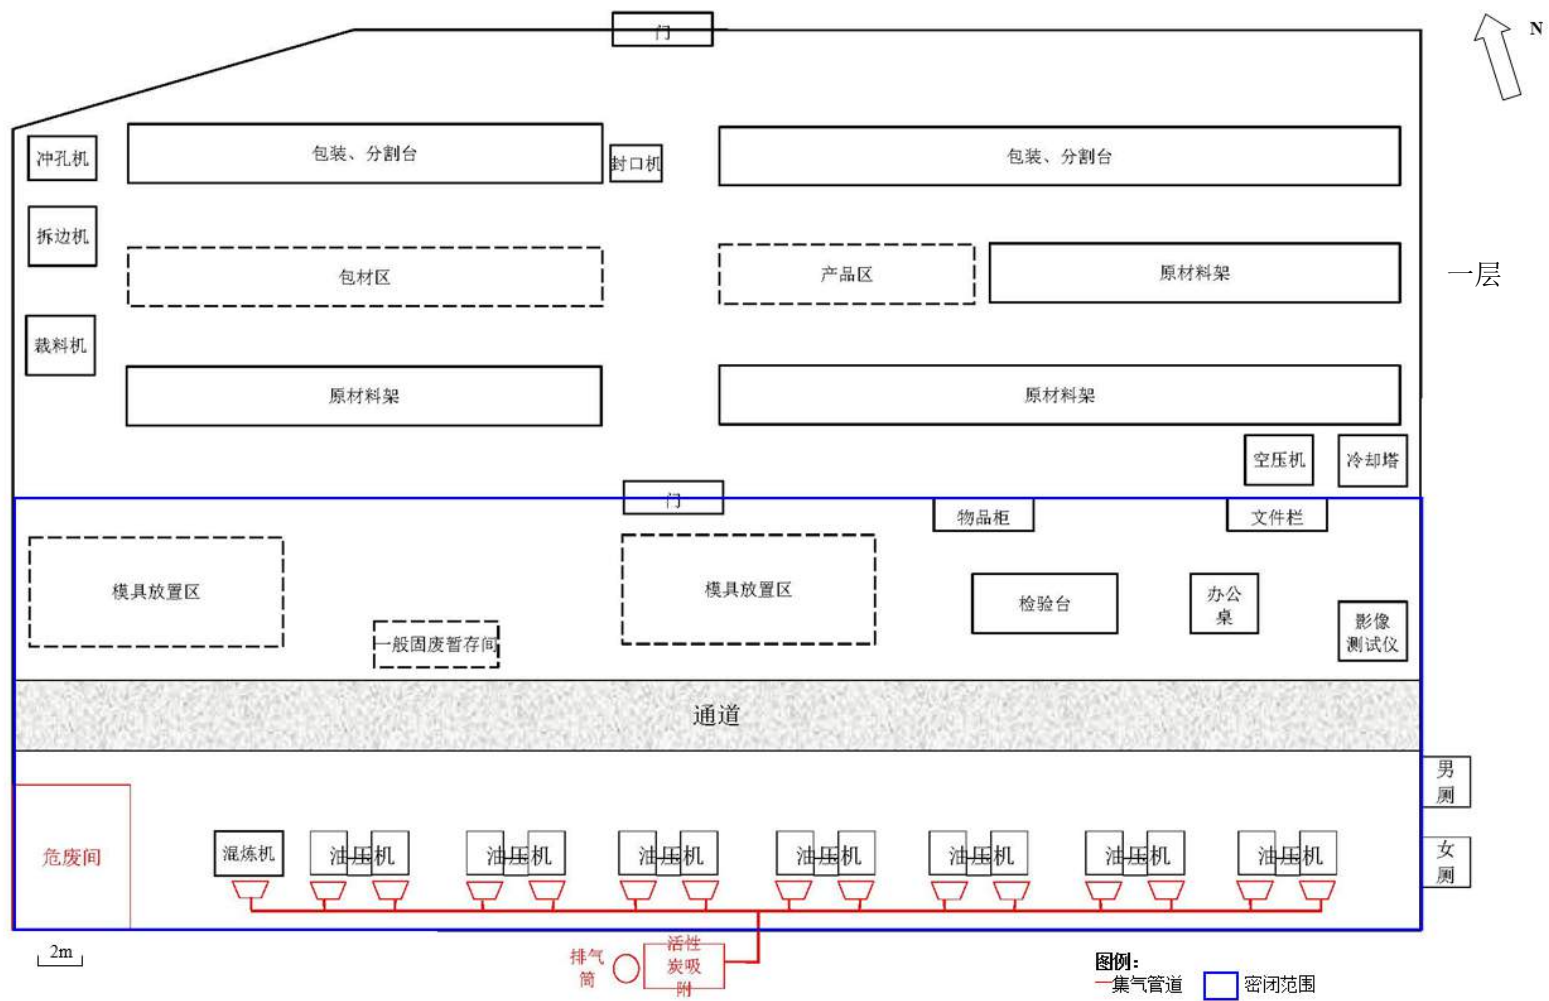 门
N
冲孔机
包装、分割台
封口机
包装、分割台
拆边机
包材区
产品区
原材料架
一层
裁料机
原材料架
原材料架
空压机
冷却塔
门
物品柜
文件栏
模具放置区
模具放置区
检验台
办公
桌
影像
测试仪
一般固废暂存间
通道
男
厕
危废间
混炼机
油压机
油压机
油压机
油压机
油压机
油压机
油压机
女
厕
2m
排气
筒
活性
炭吸
附
图例：
集气管道
密闭范围